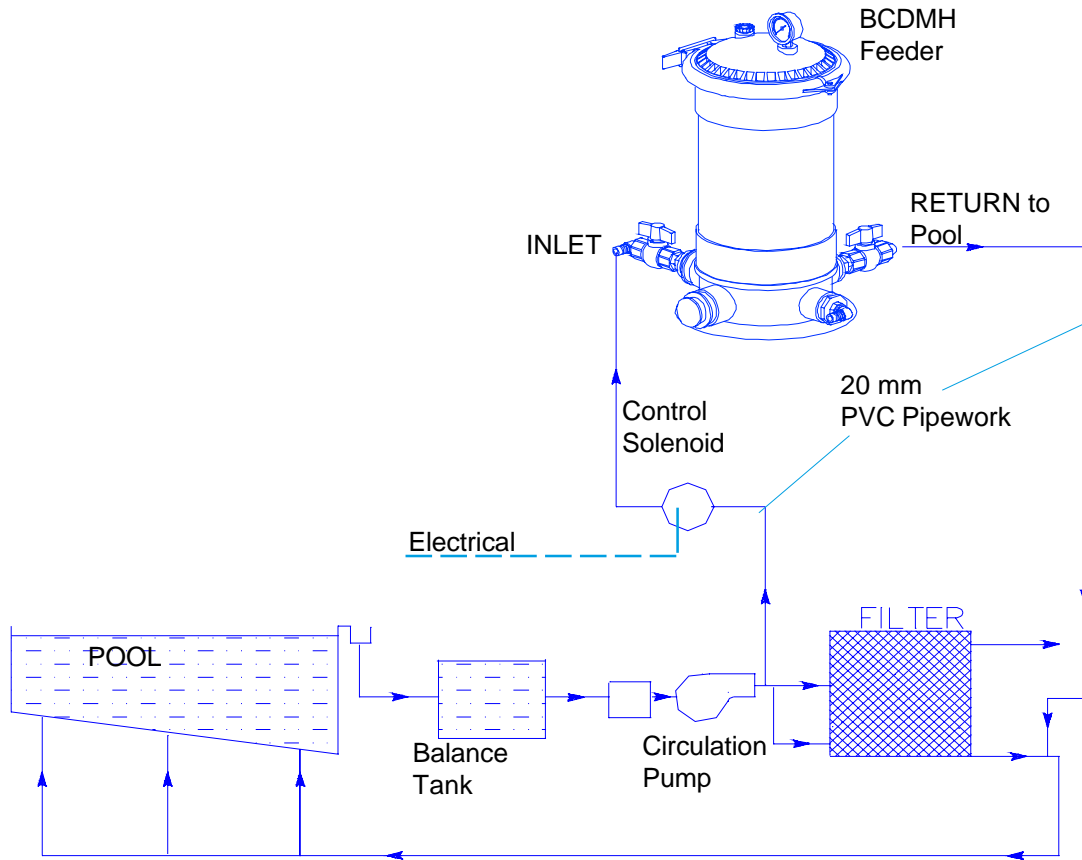 BCDMH
Feeder
RETURN to
Pool
INLET
20 mm
PVC Pipework
Control
Solenoid
Electrical
FILTER
POOL
Balance
Tank
Circulation
Pump